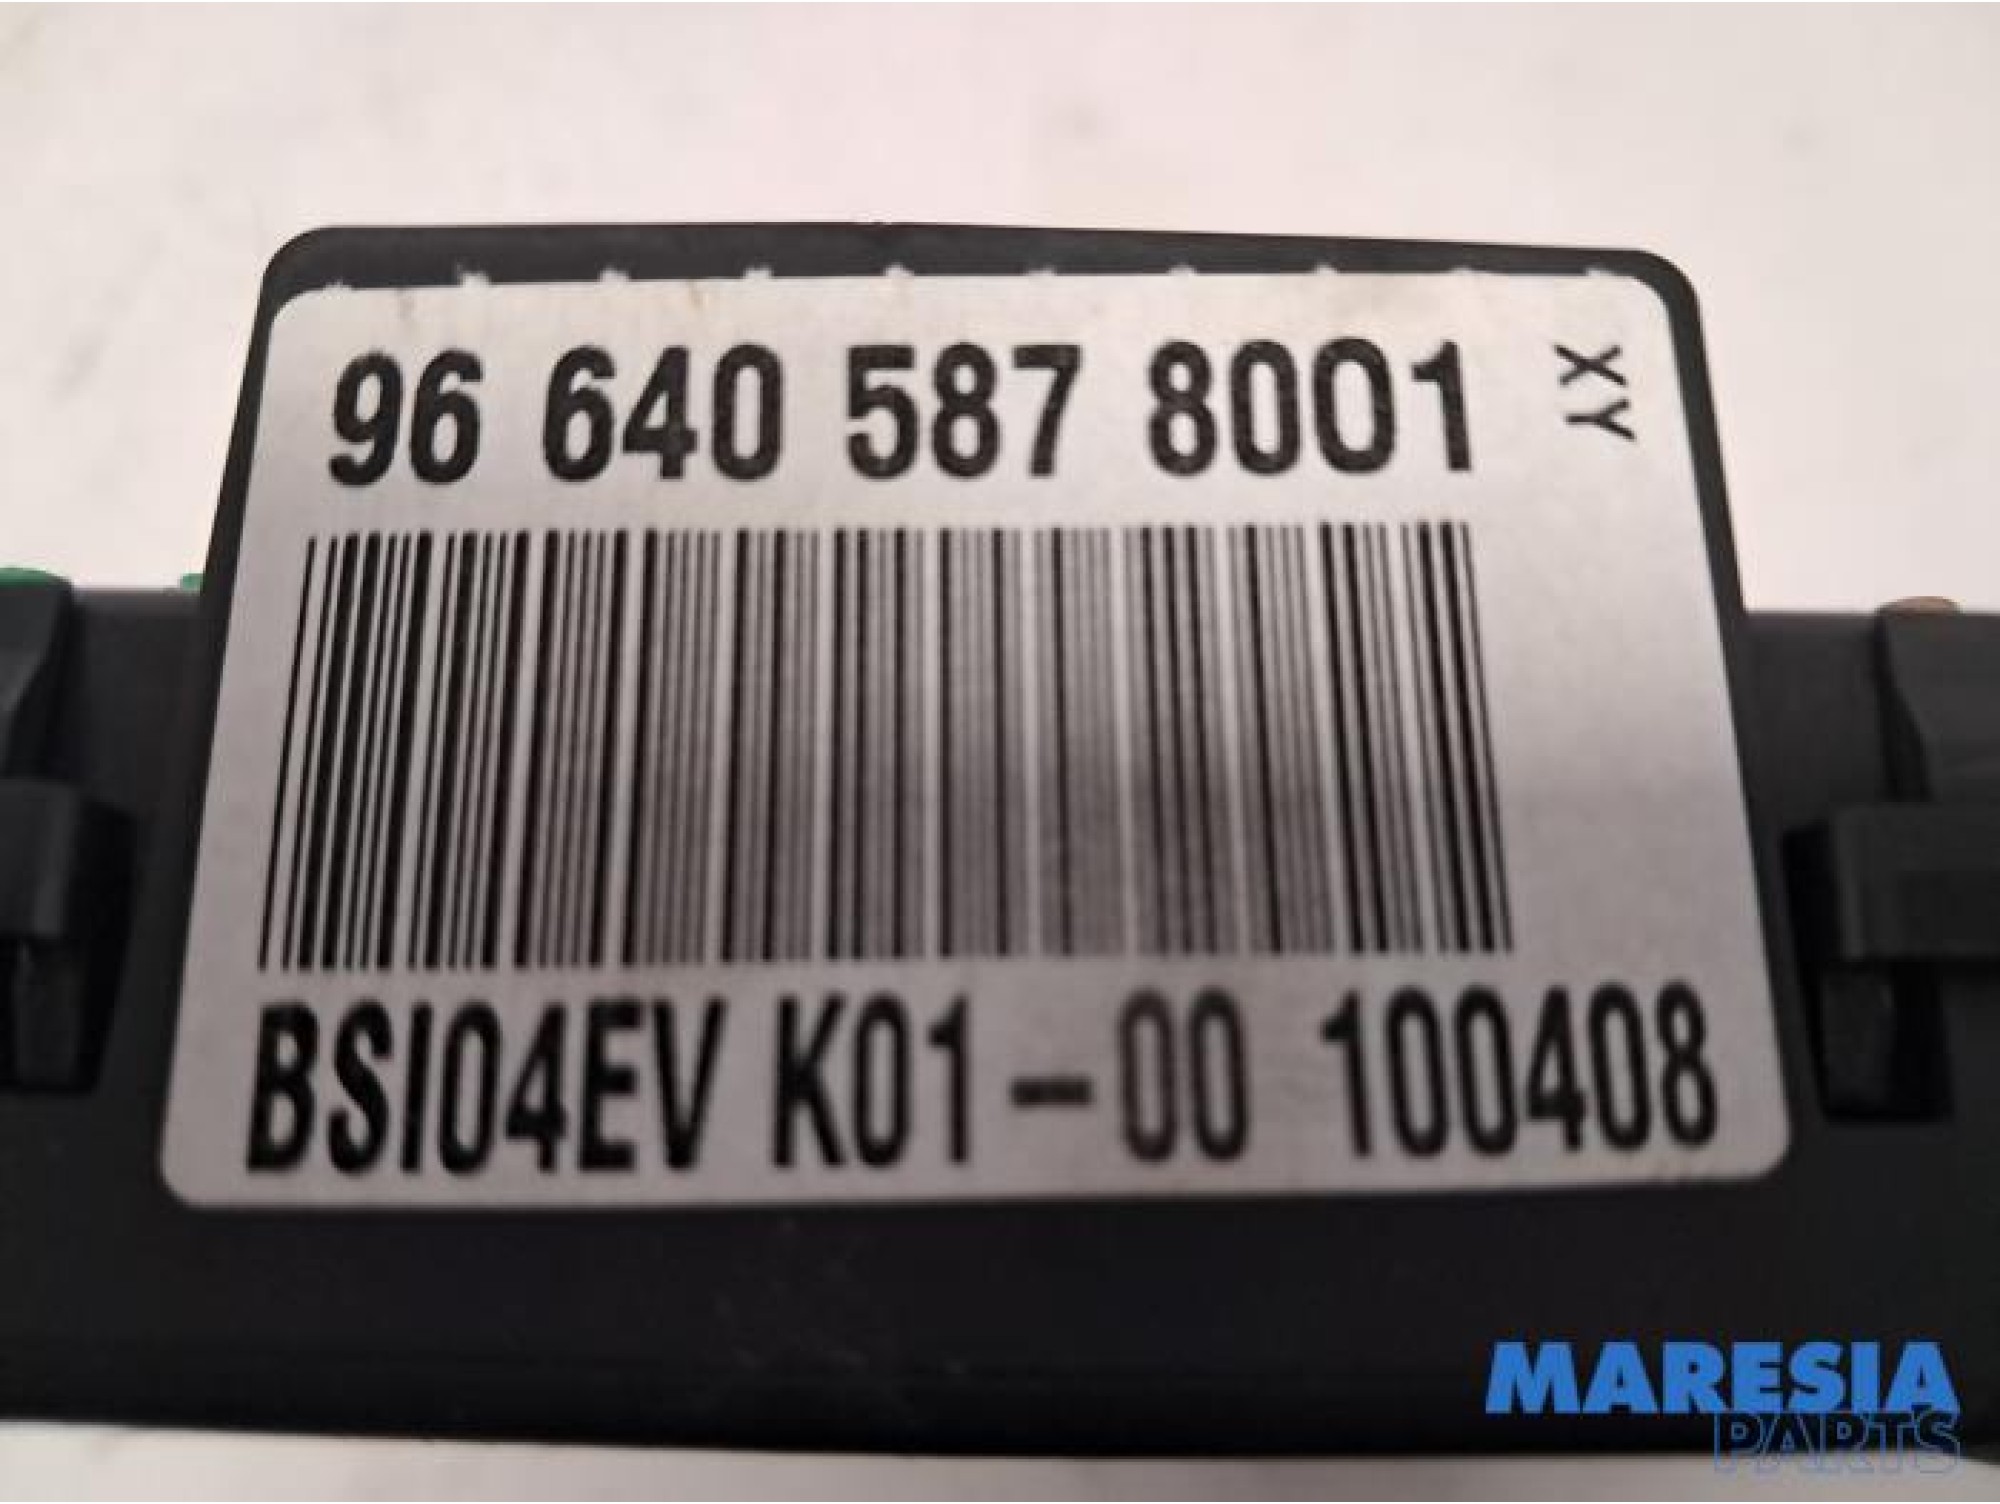 96 640 587 8001
XY
BSI04EV K01-00 100408
MARESIA
PARTS